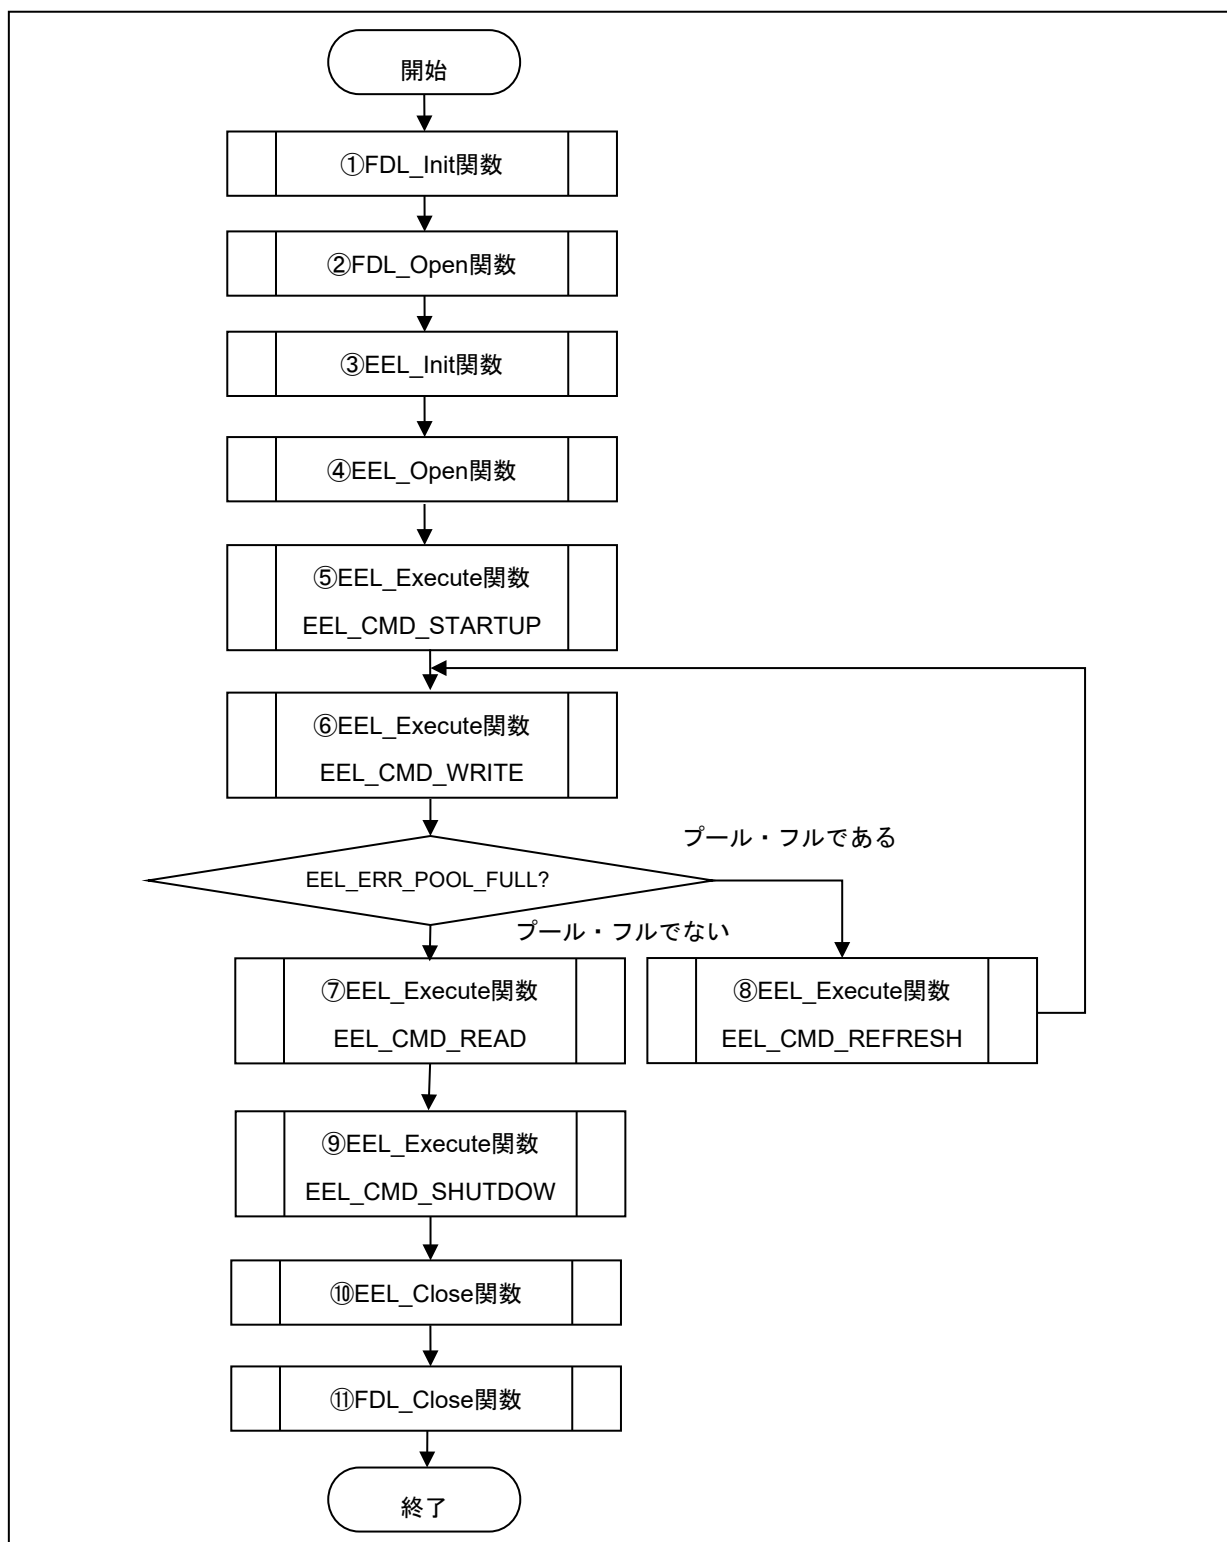 開始
①FDL_Init関数
②FDL_Open関数
③EEL_Init関数
④EEL_Open関数
⑤EEL_Execute関数
EEL_CMD_STARTUP
⑥EEL_Execute関数
EEL_CMD_WRITE
プール・フルである
EEL_ERR_POOL_FULL?
プール・フルでない
⑦EEL_Execute関数
EEL_CMD_READ
⑧EEL_Execute関数
EEL_CMD_REFRESH
⑨EEL_Execute関数
EEL_CMD_SHUTDOW
⑩EEL_Close関数
⑪FDL_Close関数
終了